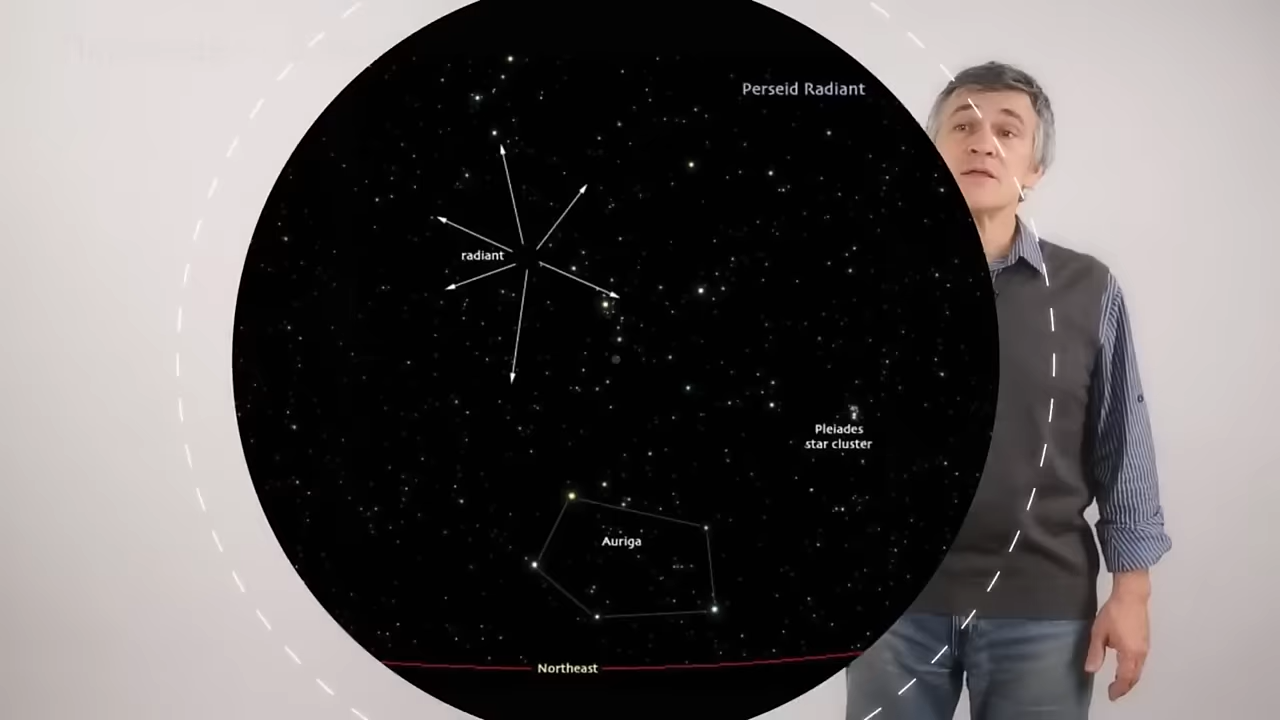 Perseid Radiant
radiant
Pleiades
star cluster
Auriga
Northeast